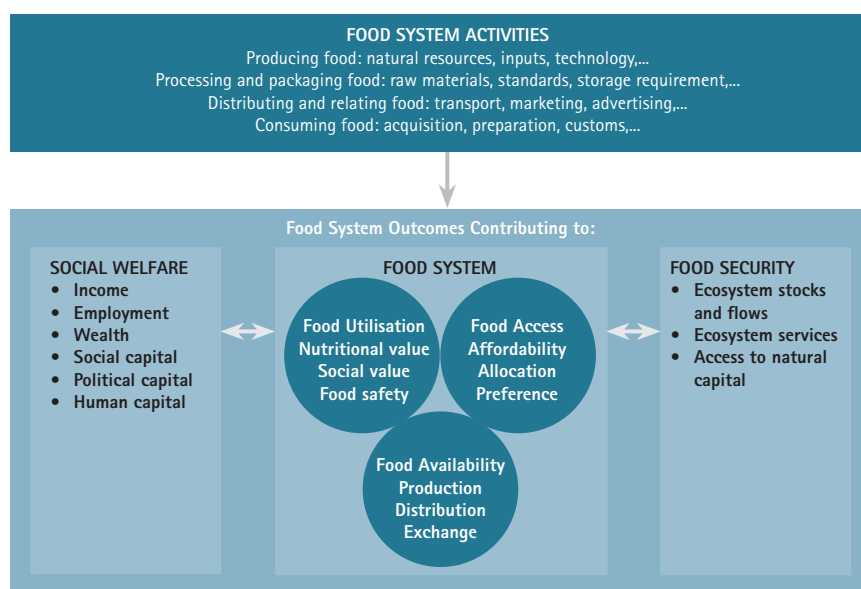 FOOD SYSTEM ACTIVITIES
Producing food: natural resources, inputs, technology,...
Processing and packaging food: raw materials, standards, storage requirement,...
Distributing and relating food: transport, marketing, advertising,...
Consuming food: acquisition, preparation, customs,...
Food System Outcomes Contributing to:
SOCIAL WELFARE
• Income
• Employment
• Wealth
• Social capital
• Political capital
• Human capital
FOOD SYSTEM
Food Utilisation
Nutritional value
Social value
Food safety
Food Access
Affordability
Allocation
Preference
Food Availability
Production
Distribution
Exchange
FOOD SECURITY
• Ecosystem stocks
and flows
• Ecosystem services
• Access to natural
capital